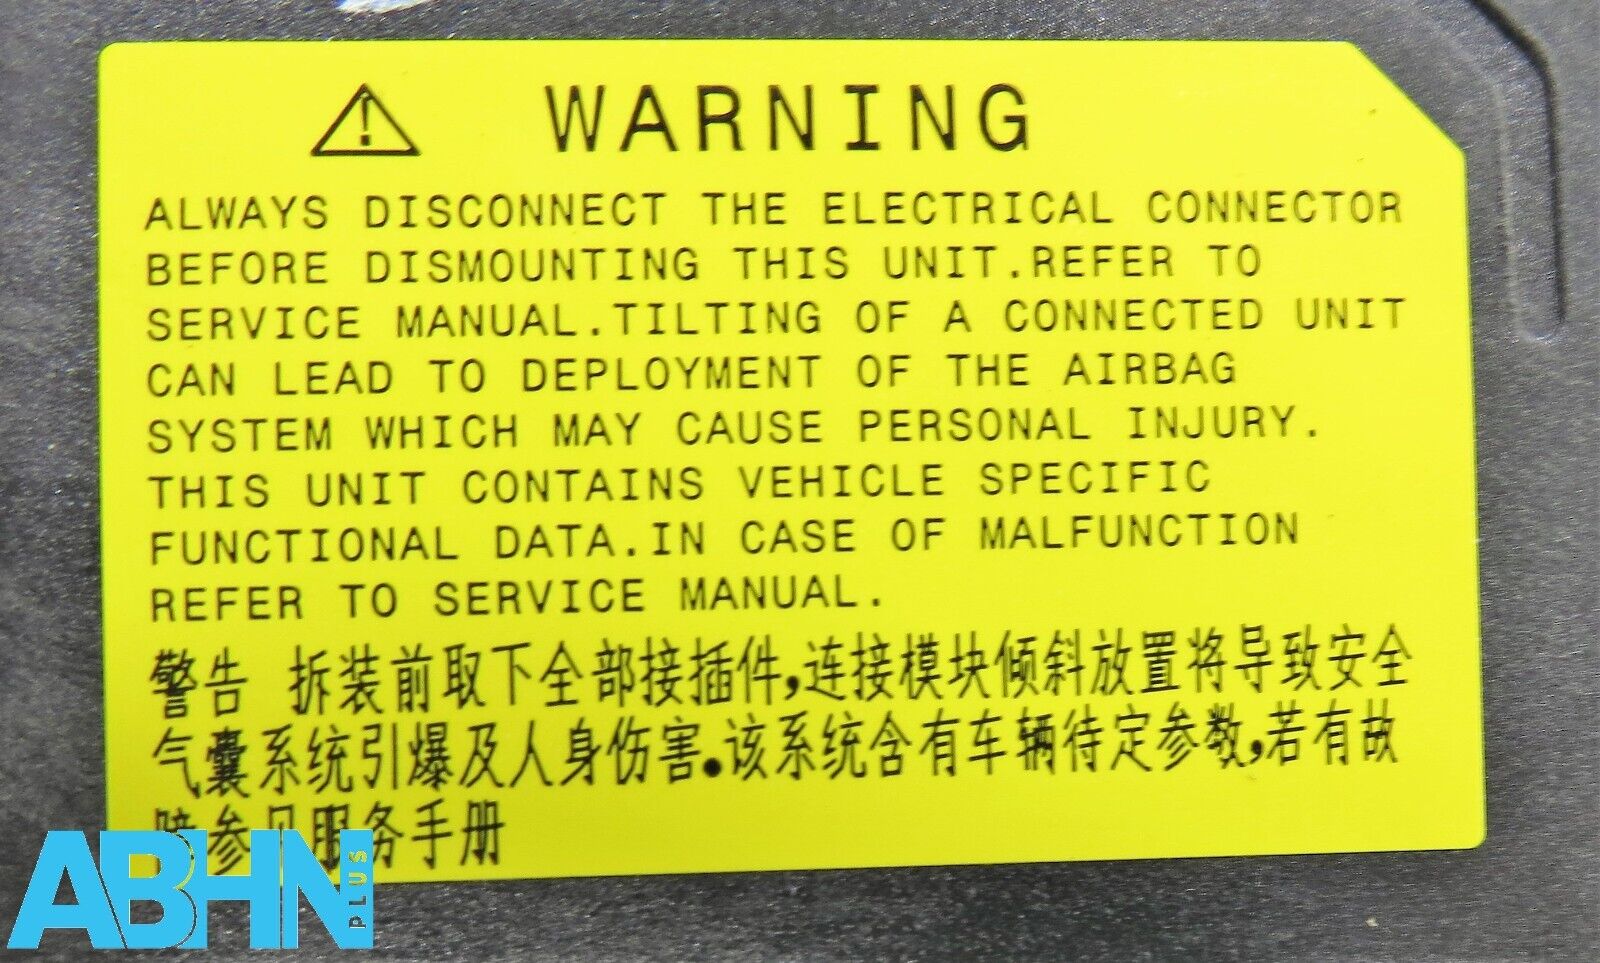 WARNING
ALWAYS DISCONNECT THE ELECTRICAL CONNECTOR
BEFORE DISMOUNTING THIS UNIT.REFER TO
SERVICE MANUAL.TILTING OF A CONNECTED UNIT
CAN LEAD TO DEPLOYMENT OF THE AIRBAG
SYSTEM WHICH MAY CAUSE PERSONAL INJURY.
THIS UNIT CONTAINS VEHICLE SPECIFIC
FUNCTIONAL DATA.IN CASE OF MALFUNCTION
REFER TO SERVICE MANUAL.
警告 拆装前取下全部接插件,连接模块倾斜放置将导致安全
气囊系统引爆及人身伤害.该系统含有车辆待定参数,若有故
障参见服务手册
ABHN PLUS